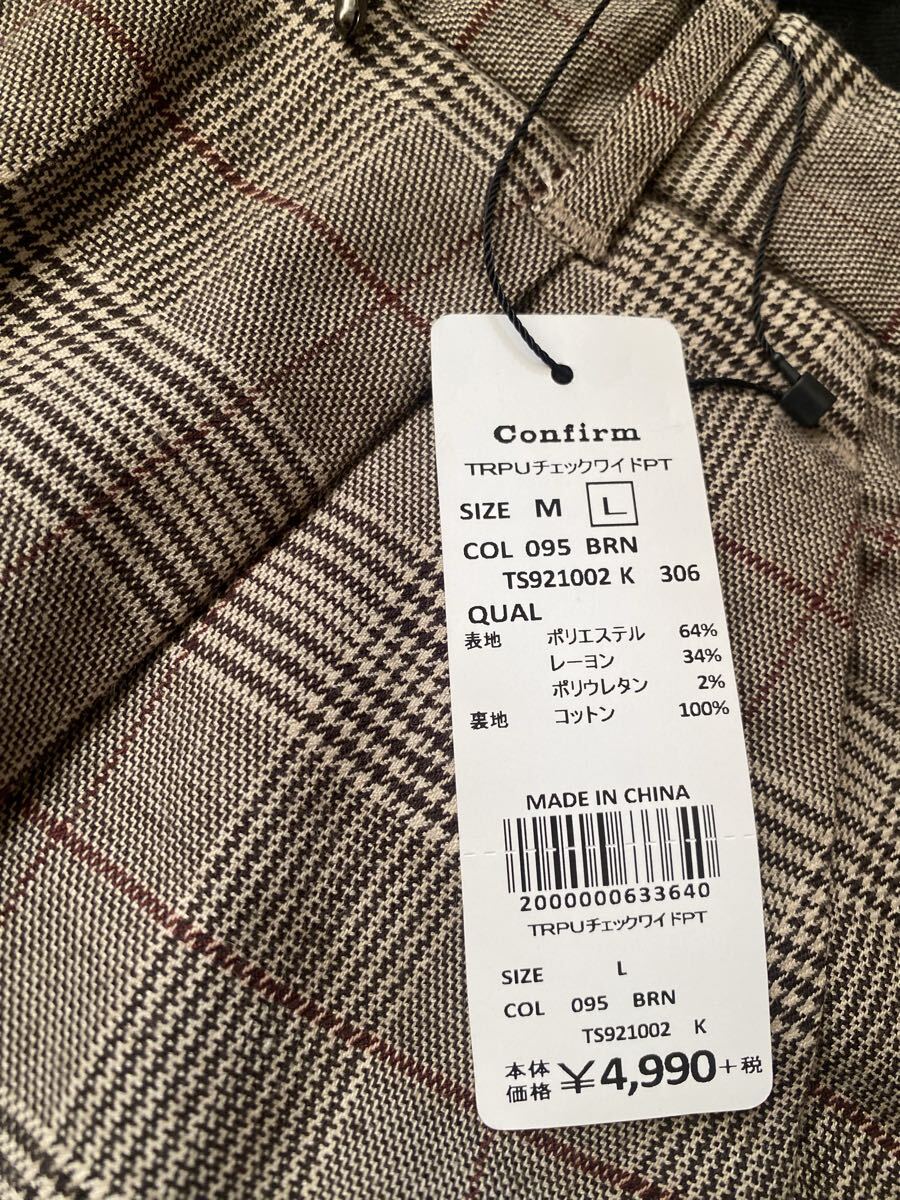 Confirm
TRPUチェックワイドPT
SIZE M L
COL 095 BRN
TS921002 K 306
QUAL
表地 ポリエステル 64%
レーヨン 34%
ポリウレタン 2%
裏地 コットン 100%
MADE IN CHINA
2000000633640
TRPUチェックワイドPT
SIZE L
COL 095 BRN
TS921002 K
本体価格 ¥4,990+税